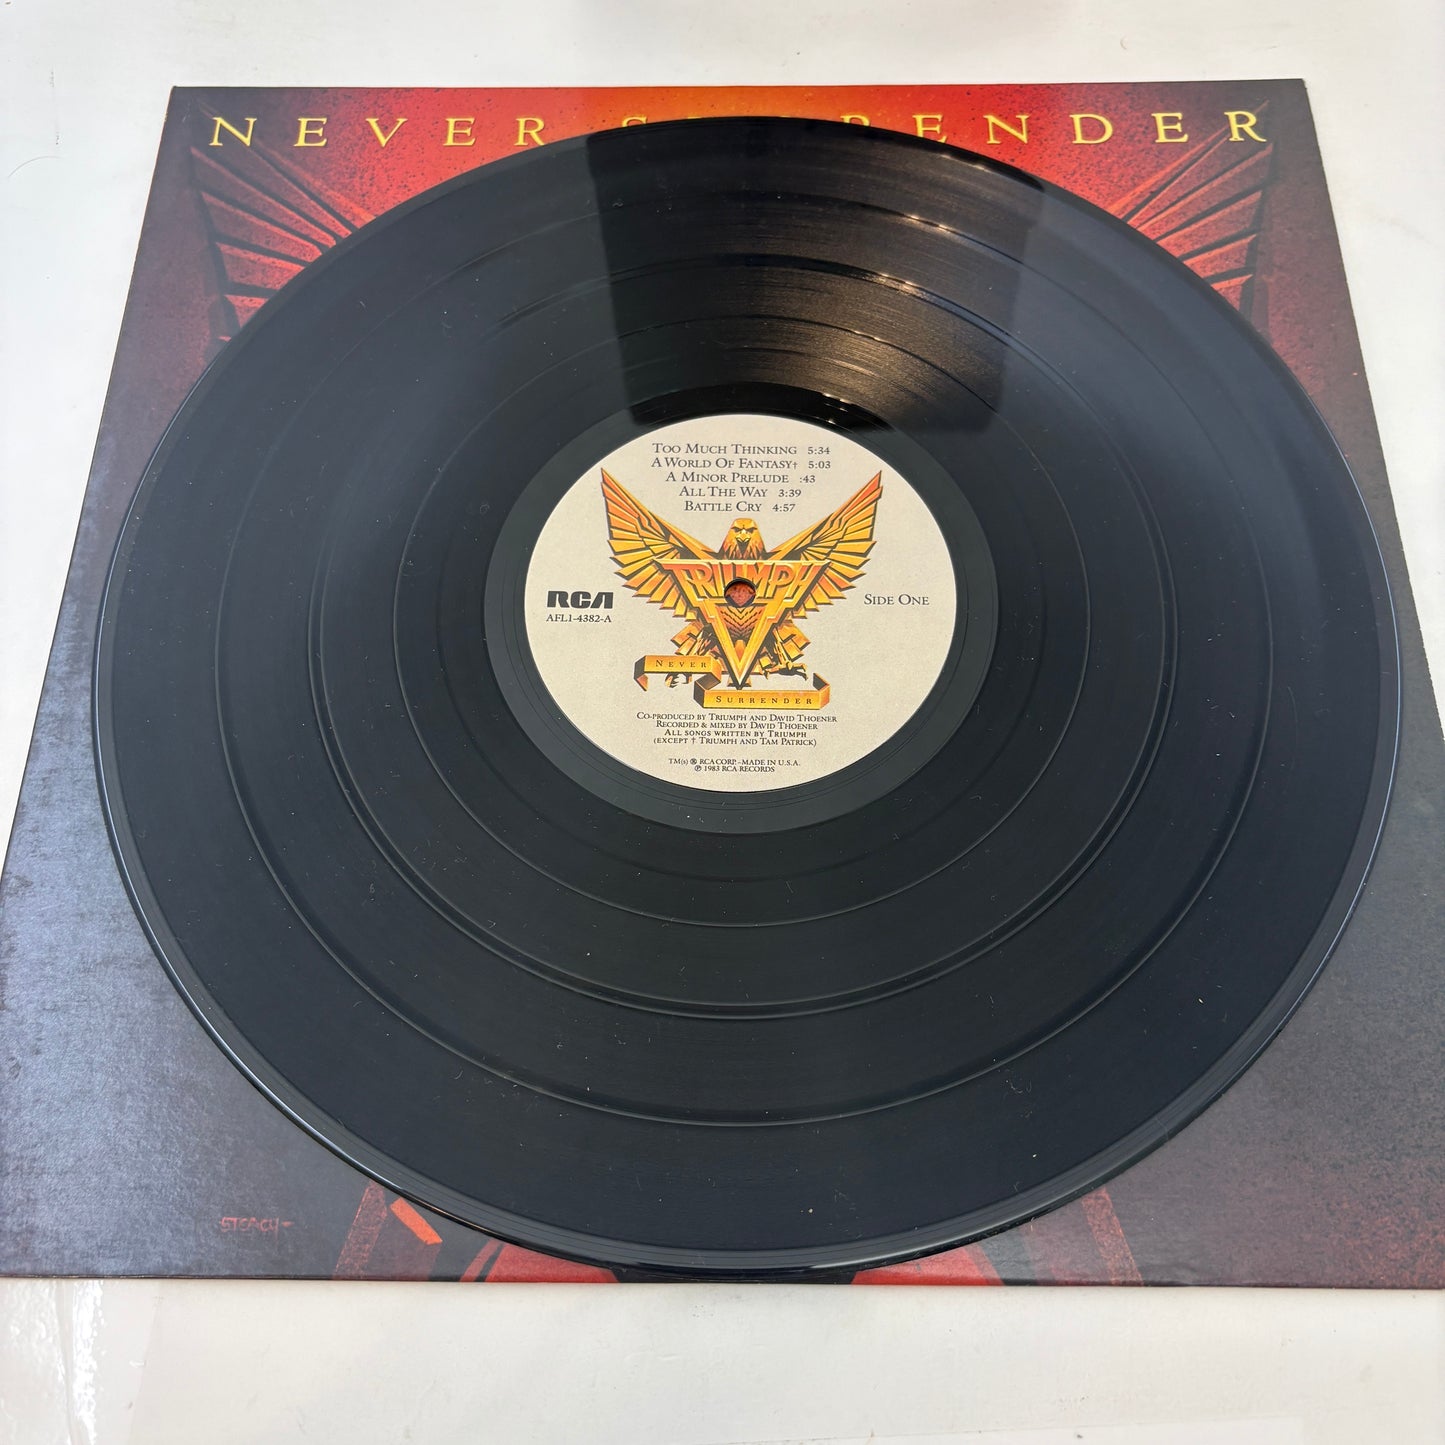 NEVER SURRENDER
TOO MUCH THINKING 5:34
A WORLD OF FANTASY† 5:03
A MINOR PRELUDE :43
ALL THE WAY 3:39
BATTLE CRY 4:57
TRIUMPH
RCA
AFL1-4382-A
SIDE ONE
NEVER
SURRENDER
CO-PRODUCED BY TRIUMPH AND DAVID THOENER
RECORDED & MIXED BY DAVID THOENER
ALL SONGS WRITTEN BY TRIUMPH
(EXCEPT † TRIUMPH AND TAM PATRICK)
TM(s) ® RCA CORP.–MADE IN U.S.A.
℗ 1983 RCA RECORDS